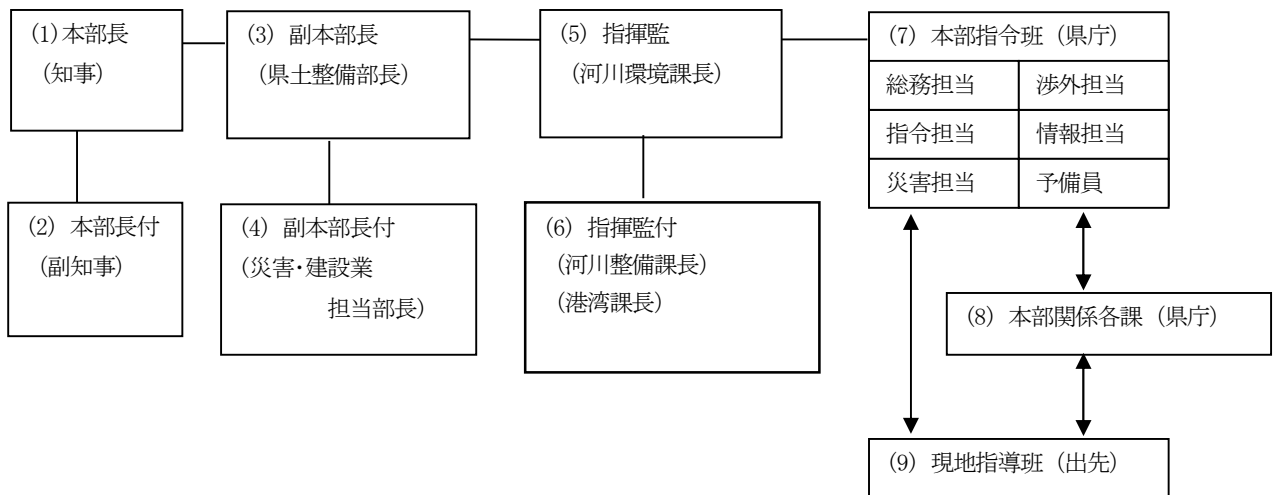 (1)本部長
(知事)
(2) 本部長付
(副知事)
(3) 副本部長
(県土整備部長)
(4) 副本部長付
(災害・建設業
担当部長)
(5) 指揮監
(河川環境課長)
(6) 指揮監付
(河川整備課長)
(港湾課長)
(7) 本部指令班(県庁)
総務担当 渉外担当
指令担当 情報担当
災害担当 予備員
(8) 本部関係各課(県庁)
(9) 現地指導班(出先)